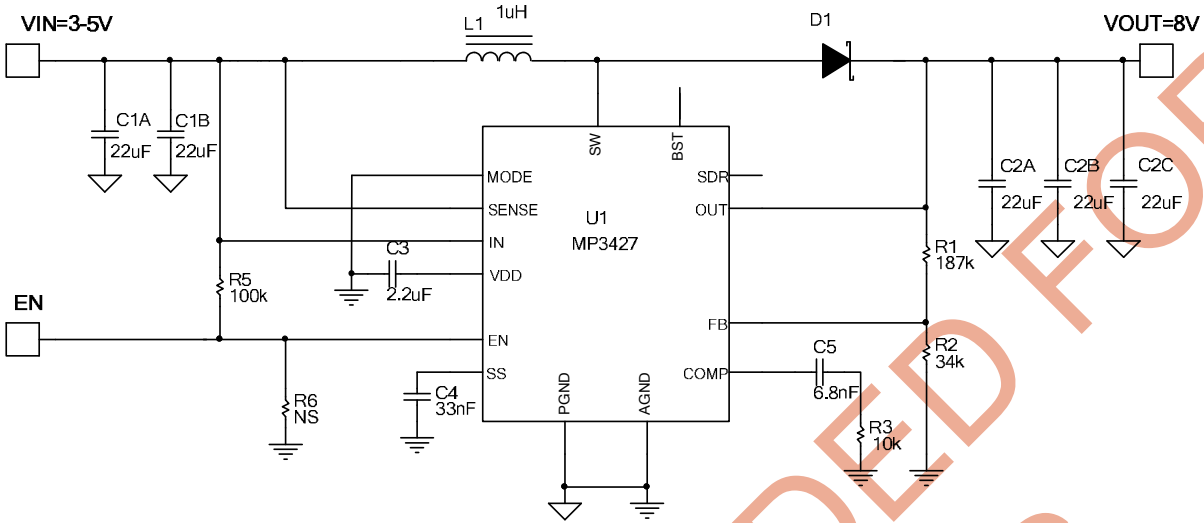 VIN=3-5V
L1
1uH
D1
VOUT=8V
C1A
22uF
C1B
22uF
SW
BST
MODE
SENSE
IN
VDD
EN
SS
U1
MP3427
SDR
OUT
FB
COMP
PGND
AGND
C3
2.2uF
R5
100k
EN
R6
NS
C4
33nF
C5
6.8nF
R3
10k
R1
187k
R2
34k
C2A
22uF
C2B
22uF
C2C
22uF
DED FOR